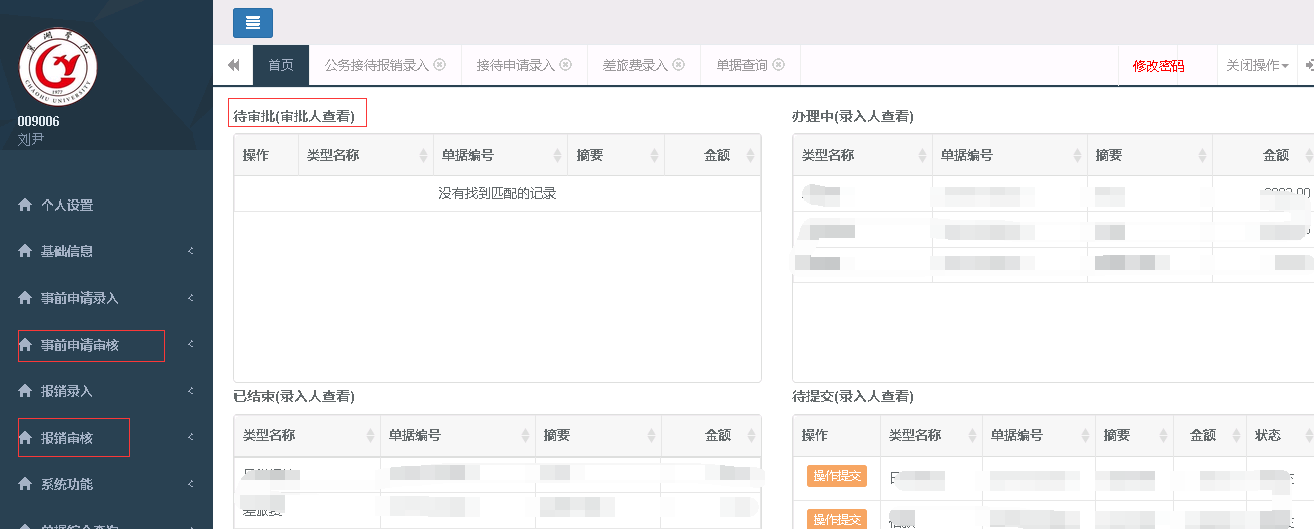 巢湖学院
CHAOHU UNIVERSITY
1977
009006
刘尹
个人设置
基础信息
事前申请录入
事前申请审核
报销录入
报销审核
系统功能
首页 公务接待报销录入 接待申请录入 差旅费录入 单据查询 修改密码 关闭操作
待审批(审批人查看)
操作 类型名称 单据编号 摘要 金额
没有找到匹配的记录
办理中(录入人查看)
类型名称 单据编号 摘要 金额
已结束(录入人查看)
类型名称 单据编号 摘要 金额
差旅费
待提交(录入人查看)
操作 类型名称 单据编号 摘要 金额 状态
操作提交
操作提交